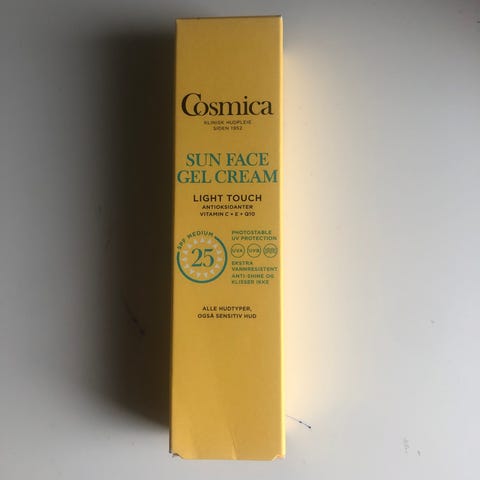 Cosmica
KLINISK HUDPLEIE
SIDEN 1952
SUN FACE
GEL CREAM
LIGHT TOUCH
ANTIOKSIDANTER
VITAMIN C + E + Q10
SPF MEDIUM
25
PHOTOSTABLE
UV PROTECTION
UVA UVB
EKSTRA
VANNRESISTENT
ANTI-SHINE OG
KLISSER IKKE
ALLE HUDTYPER,
OGSÅ SENSITIV HUD